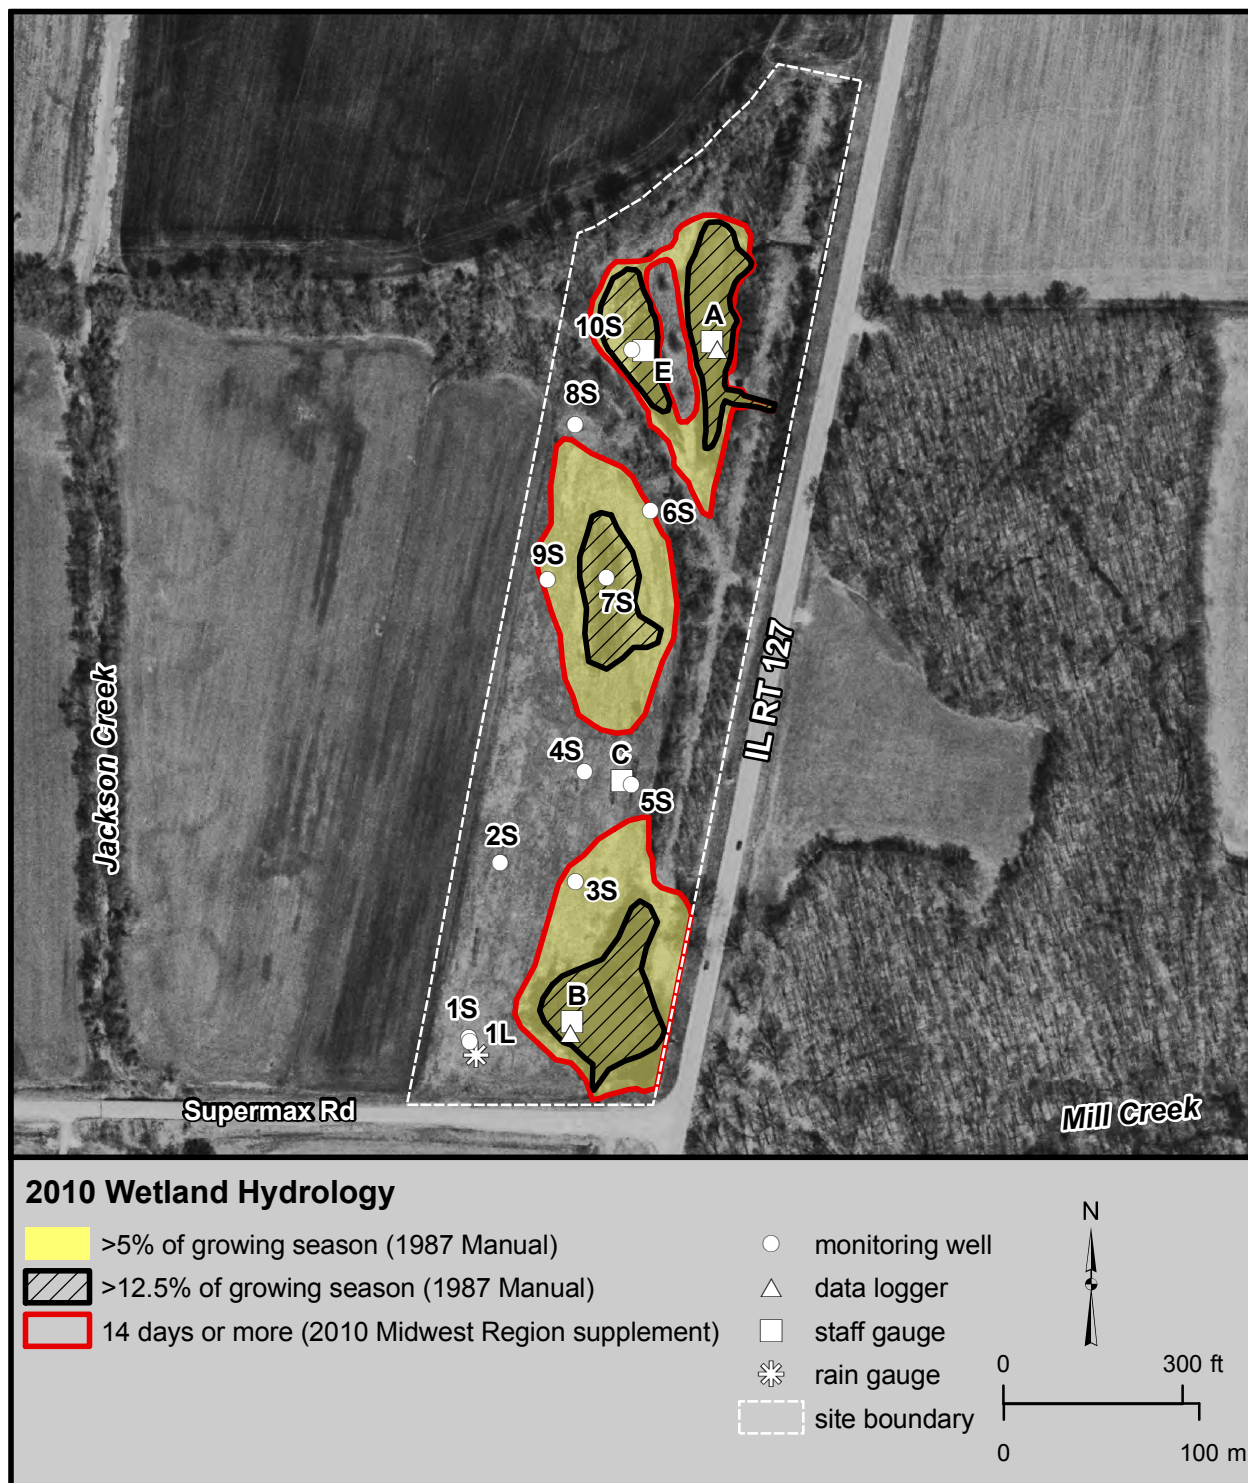 A
10S
E
8S
6S
9S
7S
IL RT 127
Jackson Creek
4S
C
5S
2S
3S
B
1S
1L
Supermax Rd
Mill Creek
2010 Wetland Hydrology
>5% of growing season (1987 Manual)
>12.5% of growing season (1987 Manual)
14 days or more (2010 Midwest Region supplement)
monitoring well
data logger
staff gauge
rain gauge
site boundary
N
0 300 ft
0 100 m